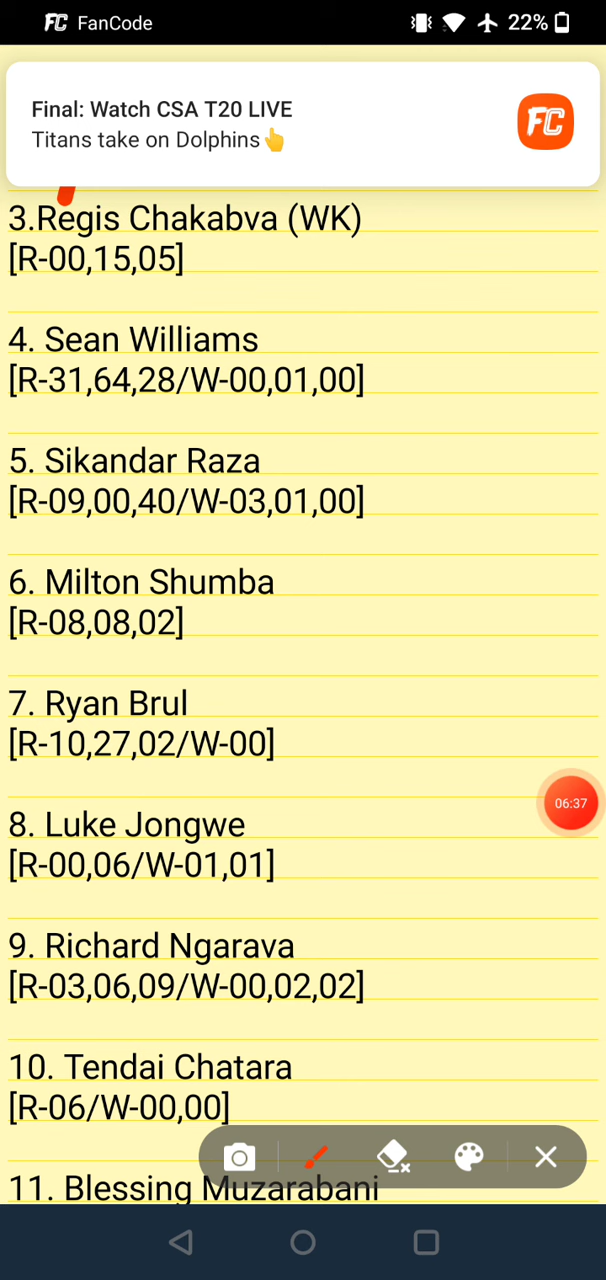 FC FanCode
22%
Final: Watch CSA T20 LIVE
Titans take on Dolphins👆
FC
3.Regis Chakabva (WK)
[R-00,15,05]
4. Sean Williams
[R-31,64,28/W-00,01,00]
5. Sikandar Raza
[R-09,00,40/W-03,01,00]
6. Milton Shumba
[R-08,08,02]
7. Ryan Brul
[R-10,27,02/W-00]
06:37
8. Luke Jongwe
[R-00,06/W-01,01]
9. Richard Ngarava
[R-03,06,09/W-00,02,02]
10. Tendai Chatara
[R-06/W-00,00]
11. Blessing Muzarabani